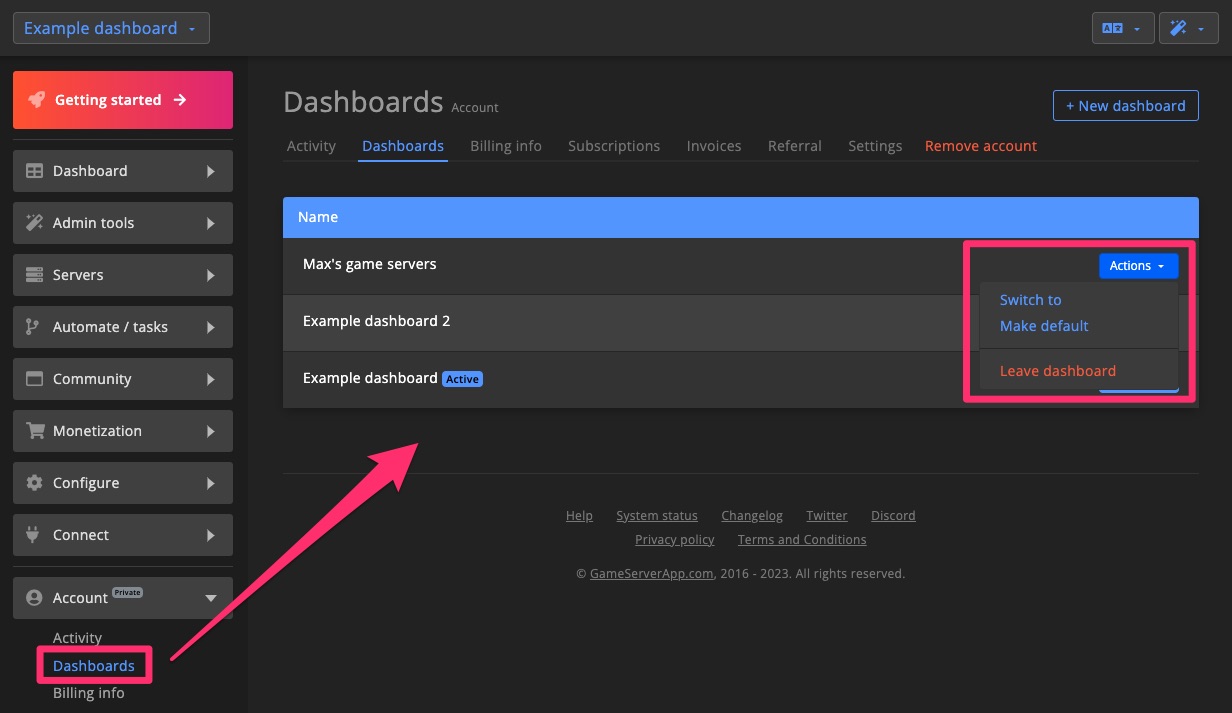 Example dashboard
Getting started
Dashboard
Admin tools
Servers
Automate / tasks
Community
Monetization
Configure
Connect
Account Private
Activity
Dashboards
Billing info
Dashboards Account
+ New dashboard
Activity Dashboards Billing info Subscriptions Invoices Referral Settings Remove account
Name
Max's game servers
Actions
Switch to
Make default
Leave dashboard
Example dashboard 2
Example dashboard Active
Help System status Changelog Twitter Discord
Privacy policy Terms and Conditions
© GameServerApp.com, 2016 - 2023. All rights reserved.